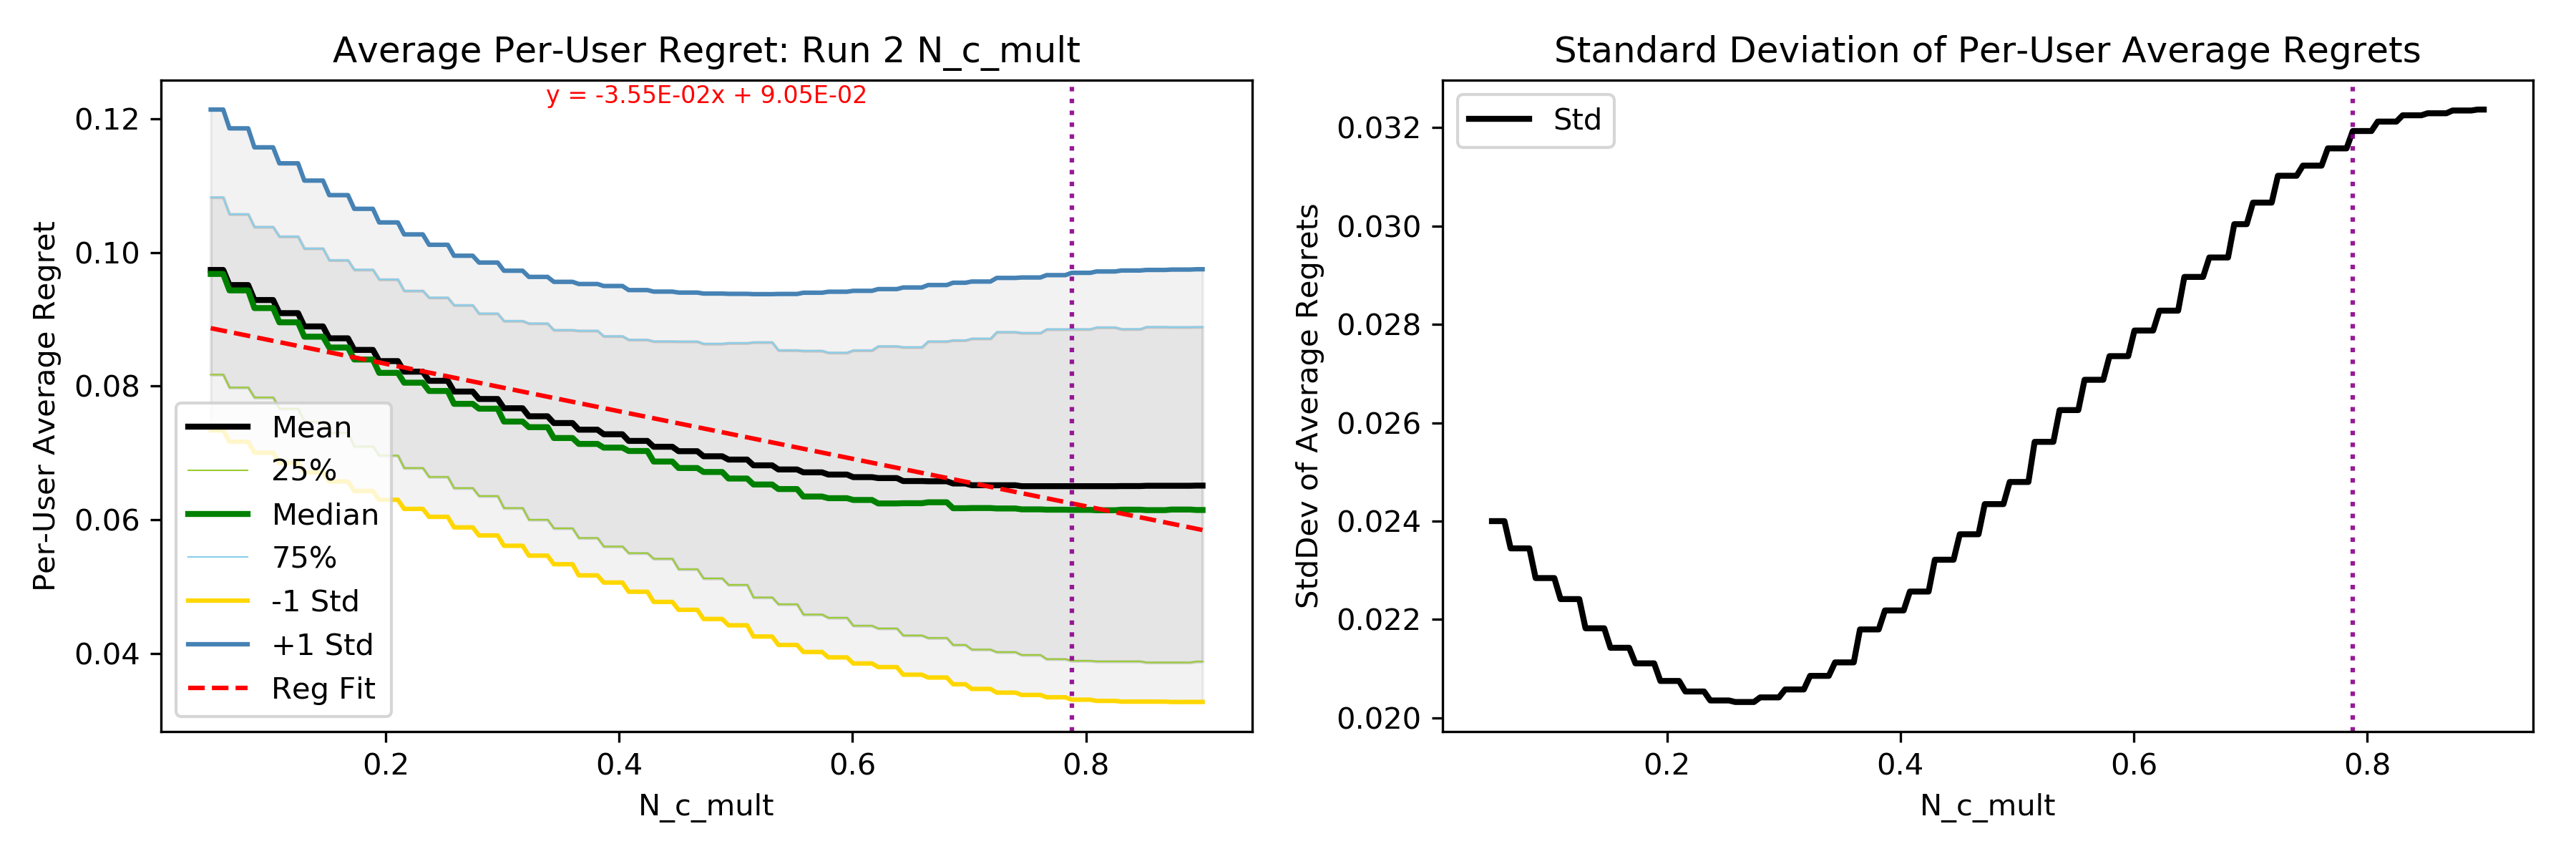 Average Per-User Regret: Run 2 N_c_mult
y = -3.55E-02x + 9.05E-02
0.12
0.10
0.08
0.06
0.04
Per-User Average Regret
Mean
25%
Median
75%
-1 Std
+1 Std
Reg Fit
0.2 0.4 0.6 0.8
N_c_mult
Standard Deviation of Per-User Average Regrets
Std
0.032
0.030
0.028
0.026
0.024
0.022
0.020
StdDev of Average Regrets
0.2 0.4 0.6 0.8
N_c_mult